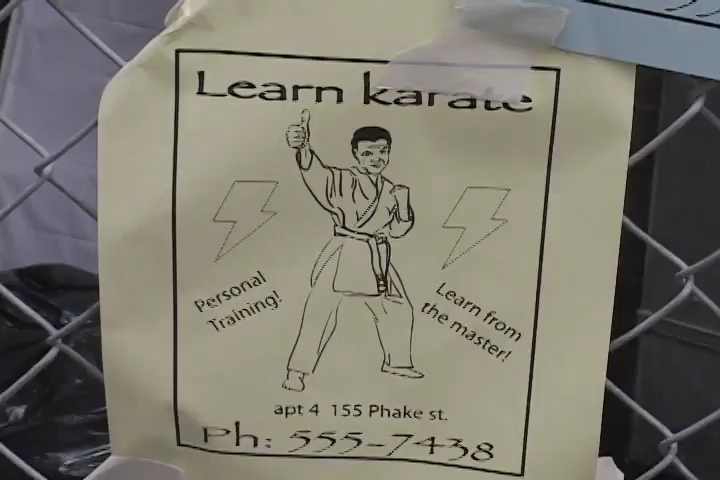 Learn karate
Personal
Training!
Learn from
the master!
apt 4 155 Phake st.
Ph: 555-7438